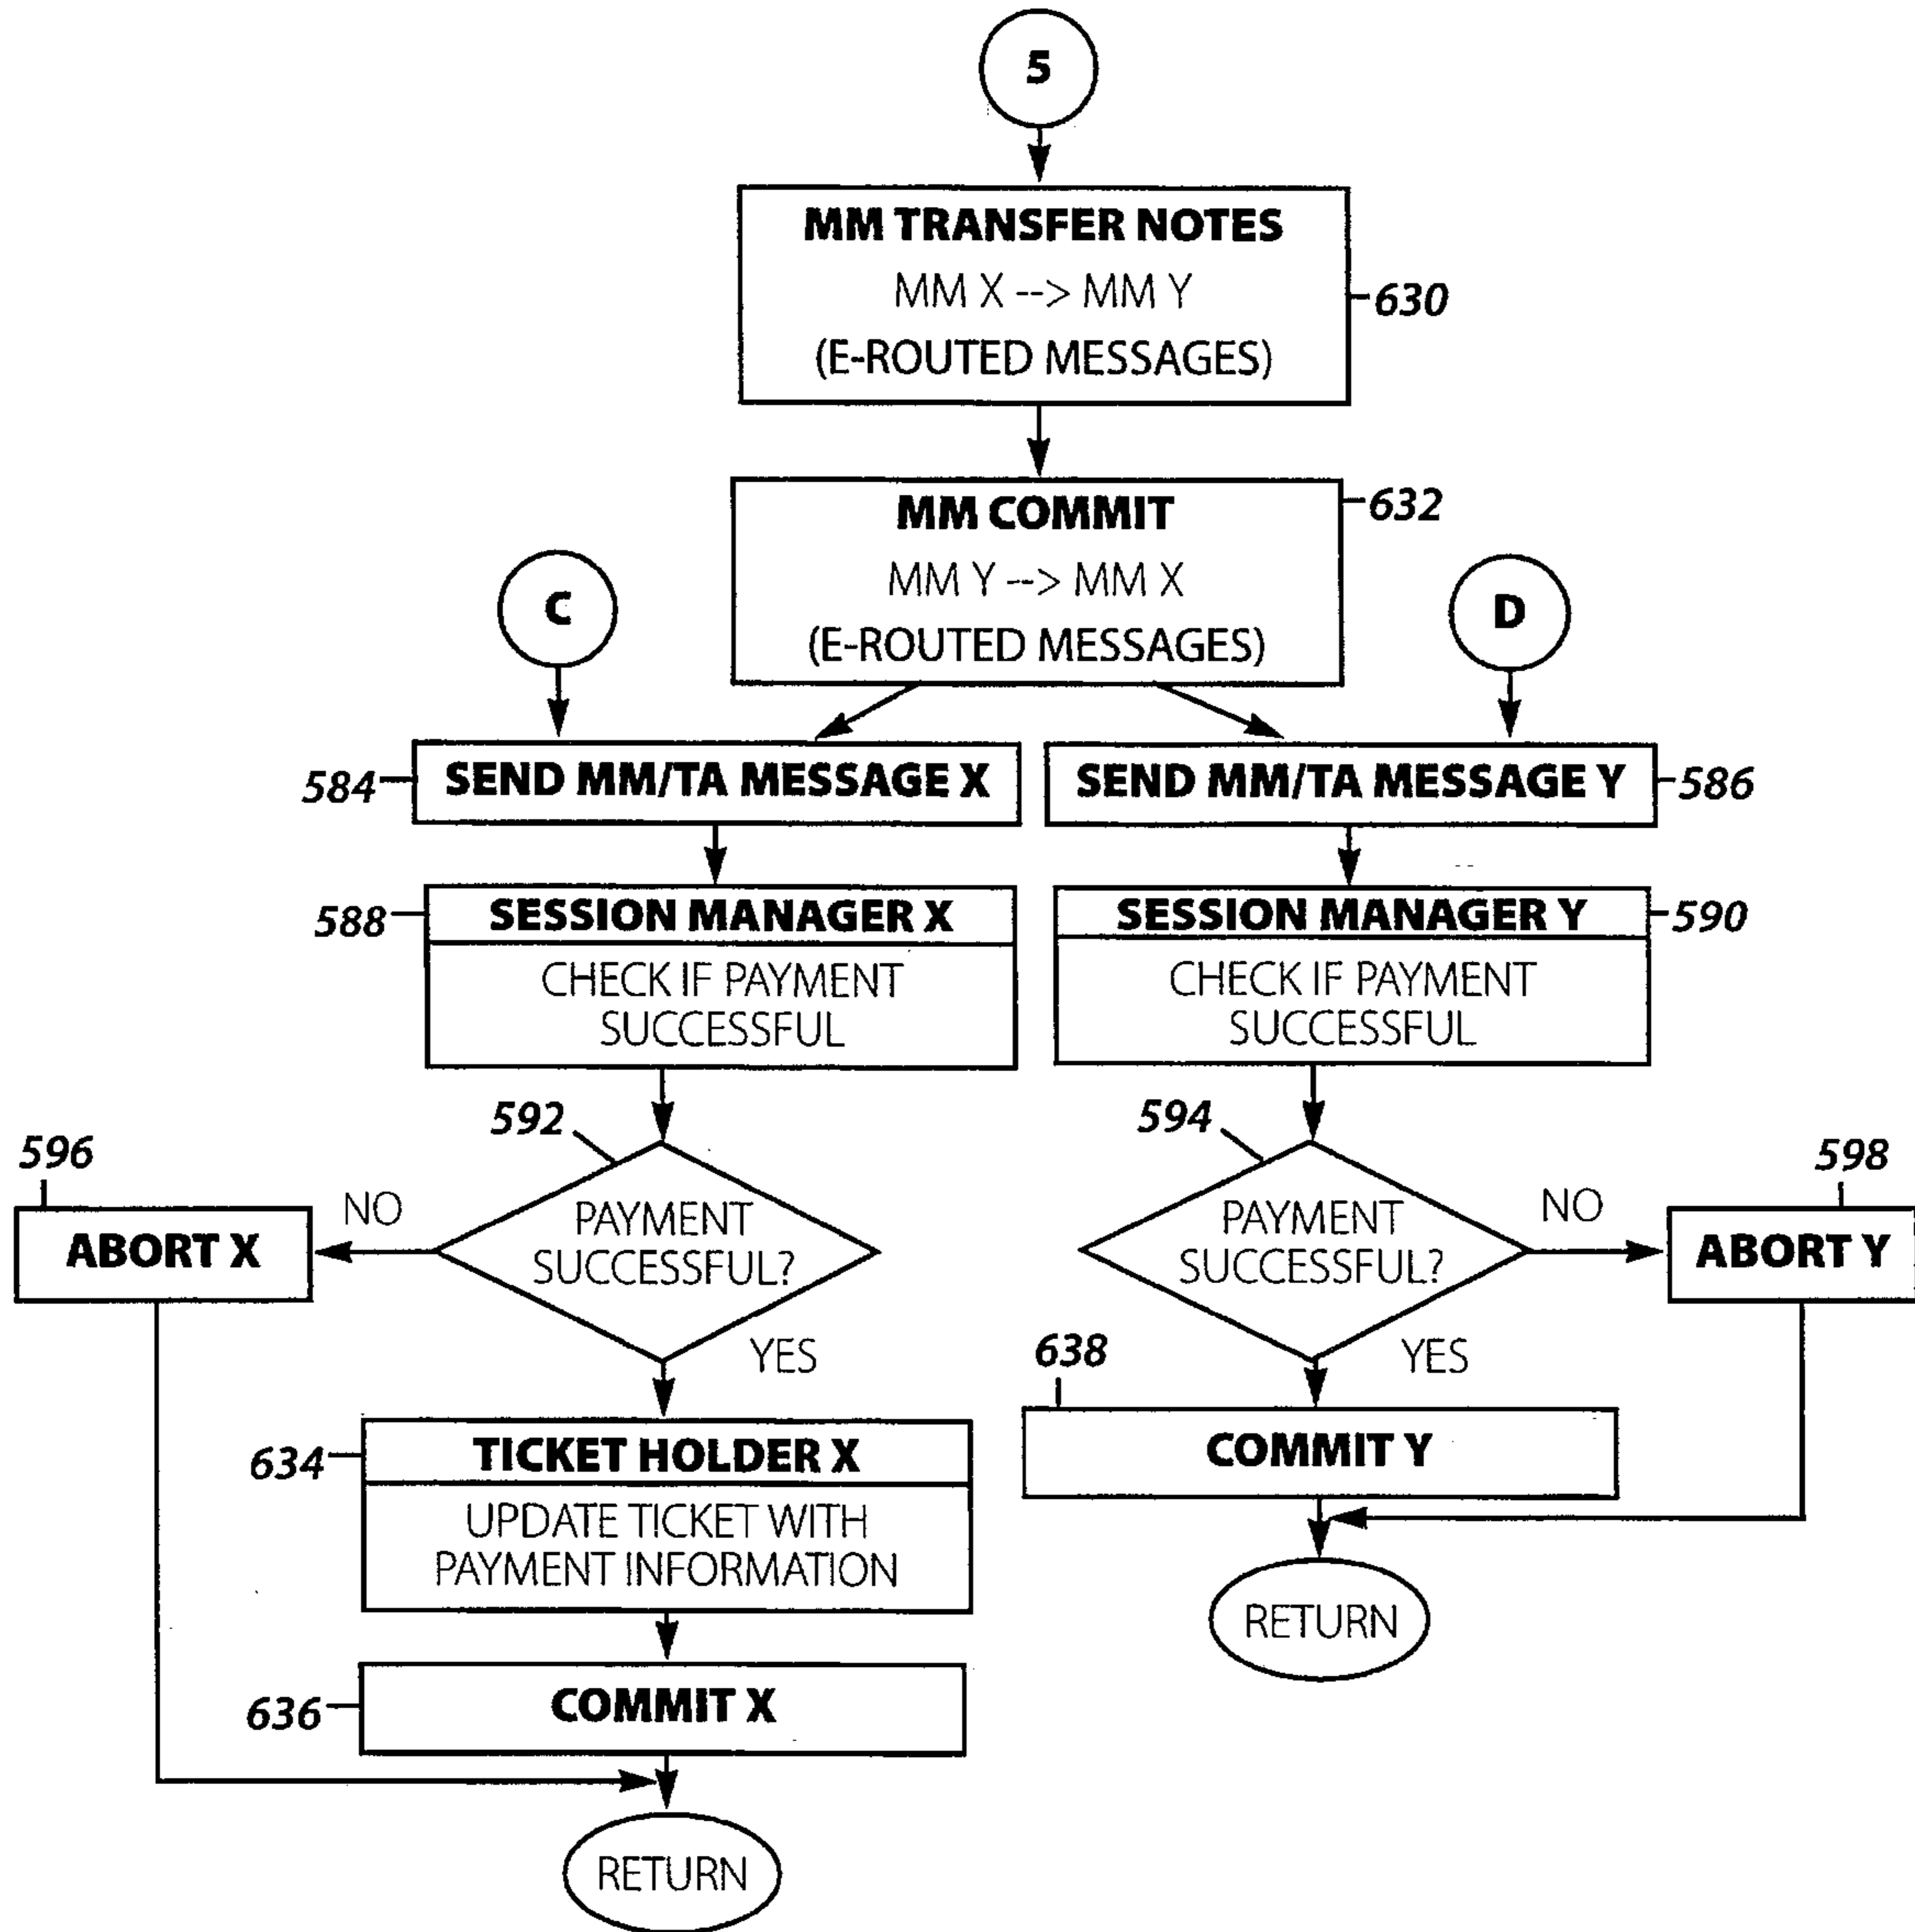 5
MM TRANSFER NOTES
MM X --> MM Y
(E-ROUTED MESSAGES)
630
MM COMMIT
MM Y --> MM X
(E-ROUTED MESSAGES)
632
C
D
584
SEND MM/TA MESSAGE X
SEND MM/TA MESSAGE Y
586
588
SESSION MANAGER X
CHECK IF PAYMENT
SUCCESSFUL
SESSION MANAGER Y
590
CHECK IF PAYMENT
SUCCESSFUL
592
594
596
598
NO
ABORT X
PAYMENT
SUCCESSFUL?
YES
PAYMENT
SUCCESSFUL?
NO
ABORT Y
YES
638
634
TICKET HOLDER X
UPDATE TICKET WITH
PAYMENT INFORMATION
COMMIT Y
RETURN
636
COMMIT X
RETURN